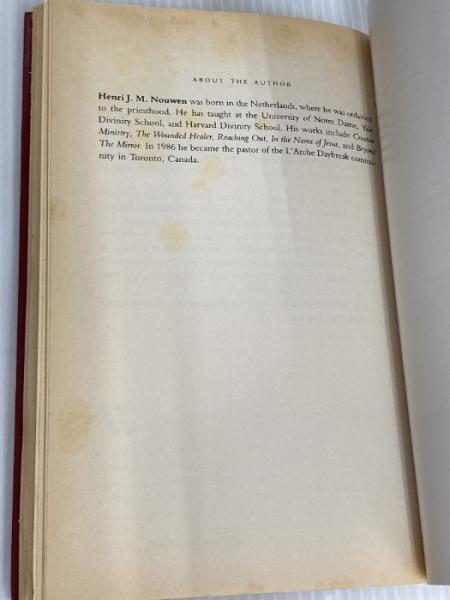 ABOUT THE AUTHOR
Henri J. M. Nouwen was born in the Netherlands, where he was ordained
to the priesthood. He has taught at the University of Notre Dame, Yale
Divinity School, and Harvard Divinity School. His works include Creative
Ministry, The Wounded Healer, Reaching Out, In the Name of Jesus, and Beyond
The Mirror. In 1986 he became the pastor of the L'Arche Daybreak commu-
nity in Toronto, Canada.